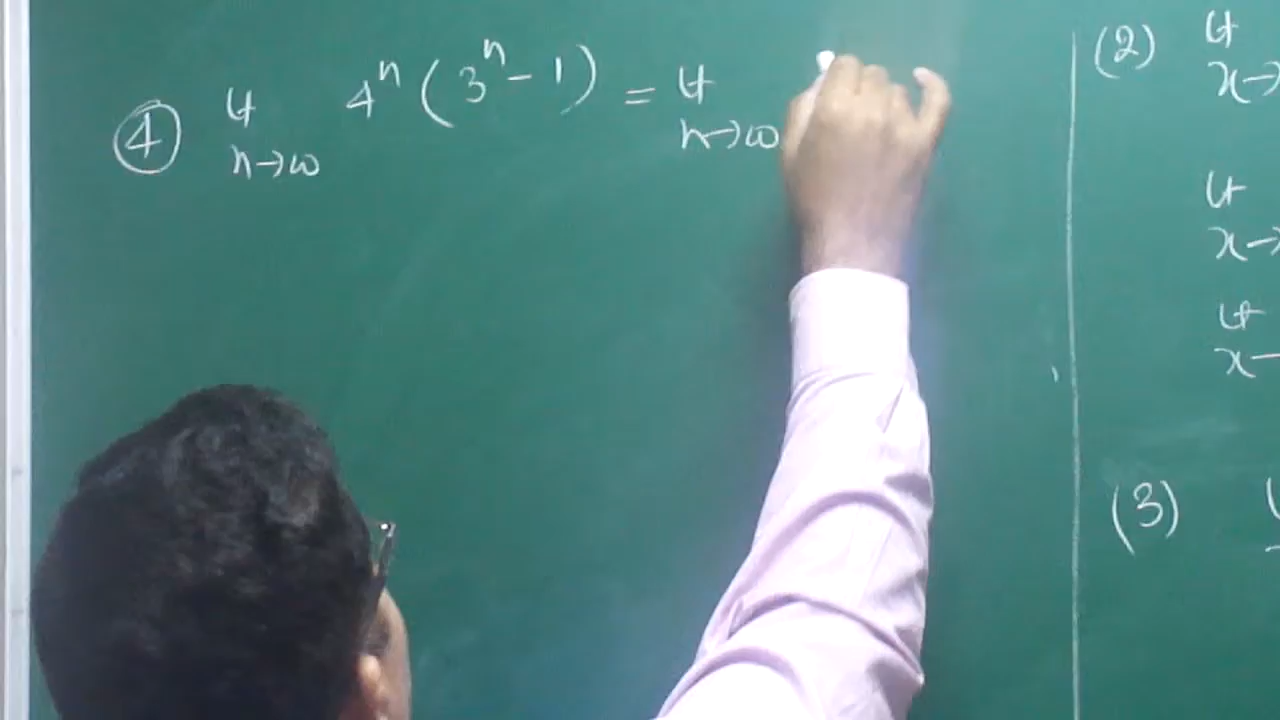 ④ Lt n→∞ 4ⁿ (3ⁿ - 1) = Lt n→∞
(2) Lt x→
Lt x→
Lt x→
(3)